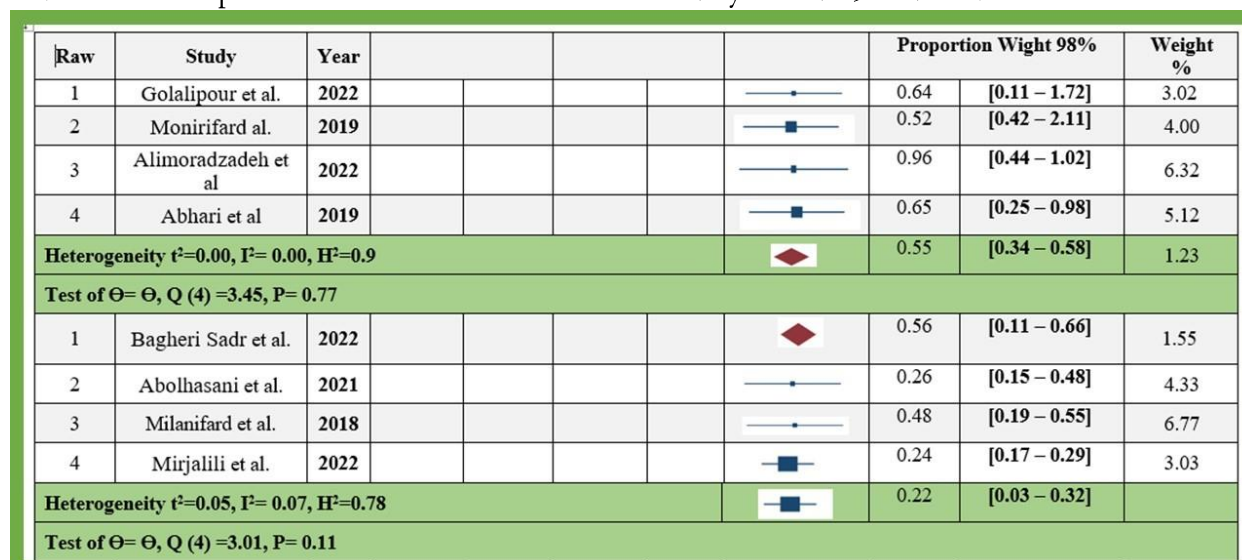 Raw Study Year Proportion Wight 98% Weight %
1 Golalipour et al. 2022 0.64 [0.11 – 1.72] 3.02
2 Monirifard al. 2019 0.52 [0.42 – 2.11] 4.00
3 Alimoradzadeh et al 2022 0.96 [0.44 – 1.02] 6.32
4 Abhari et al 2019 0.65 [0.25 – 0.98] 5.12
Heterogeneity t²=0.00, I²= 0.00, H²=0.9 0.55 [0.34 – 0.58] 1.23
Test of Ɵ= Ɵ, Q (4) =3.45, P= 0.77
1 Bagheri Sadr et al. 2022 0.56 [0.11 – 0.66] 1.55
2 Abolhasani et al. 2021 0.26 [0.15 – 0.48] 4.33
3 Milanifard et al. 2018 0.48 [0.19 – 0.55] 6.77
4 Mirjalili et al. 2022 0.24 [0.17 – 0.29] 3.03
Heterogeneity t²=0.05, I²= 0.07, H²=0.78 0.22 [0.03 – 0.32]
Test of Ɵ= Ɵ, Q (4) =3.01, P= 0.11